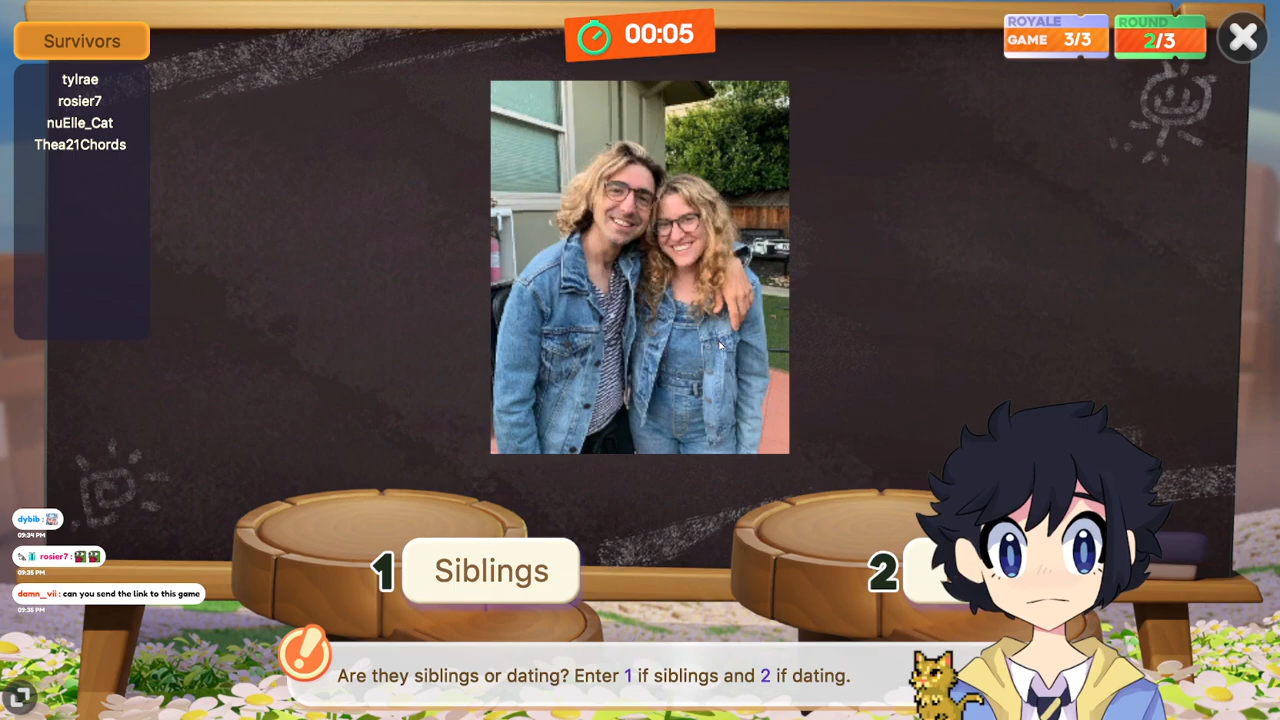 Survivors
tylrae
rosier7
nuElle_Cat
Thea21Chords
00:05
ROYALE
GAME 3/3
ROUND
2/3
dybib :
09:34 PM
rosier7 :
09:35 PM
damn_vii : can you send the link to this game
09:35 PM
1 Siblings
2
Are they siblings or dating? Enter 1 if siblings and 2 if dating.